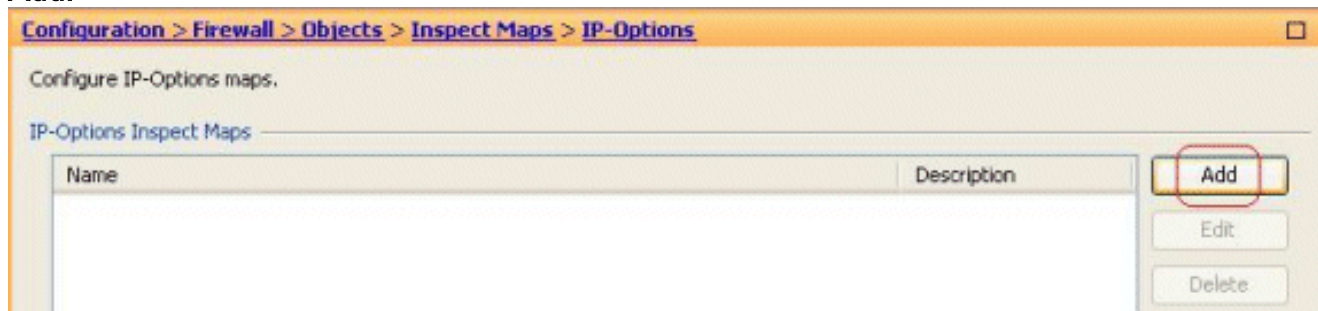 Configuration > Firewall > Objects > Inspect Maps > IP-Options
Configure IP-Options maps.
IP-Options Inspect Maps
Name Description
Add
Edit
Delete